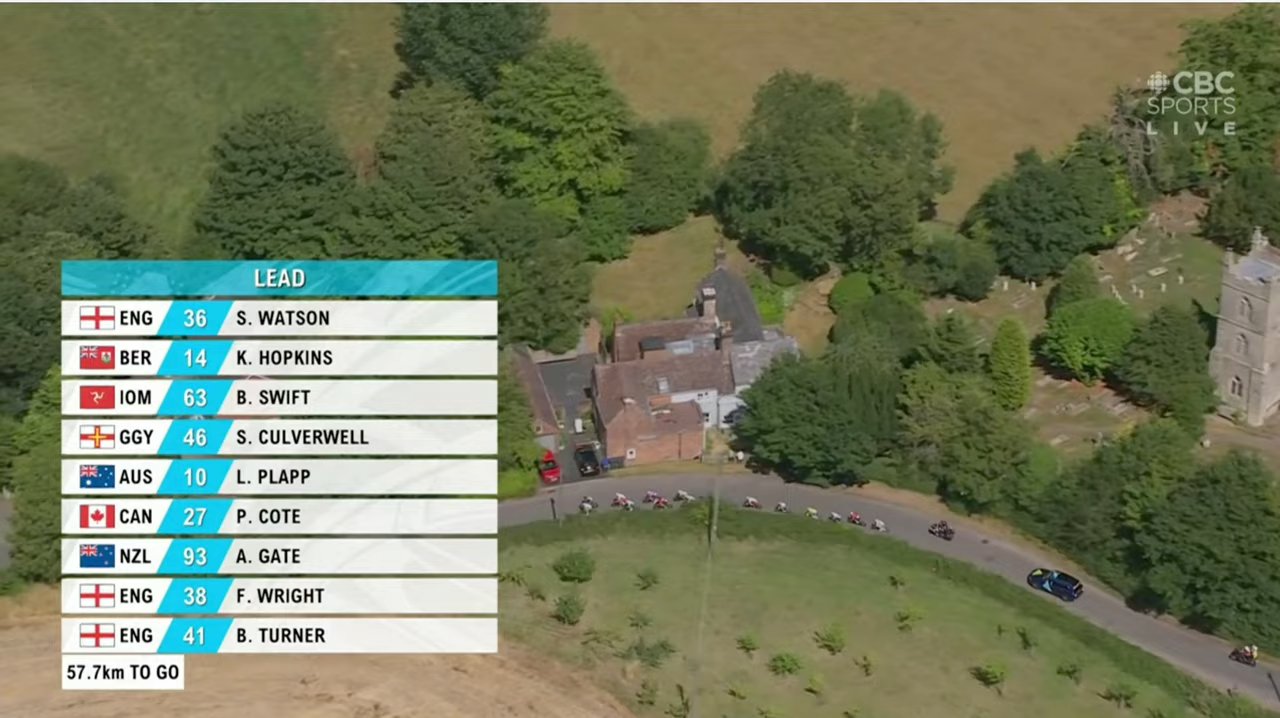 CBC
SPORTS
LIVE
LEAD
ENG 36 S. WATSON
BER 14 K. HOPKINS
IOM 63 B. SWIFT
GGY 46 S. CULVERWELL
AUS 10 L. PLAPP
CAN 27 P. COTE
NZL 93 A. GATE
ENG 38 F. WRIGHT
ENG 41 B. TURNER
57.7km TO GO